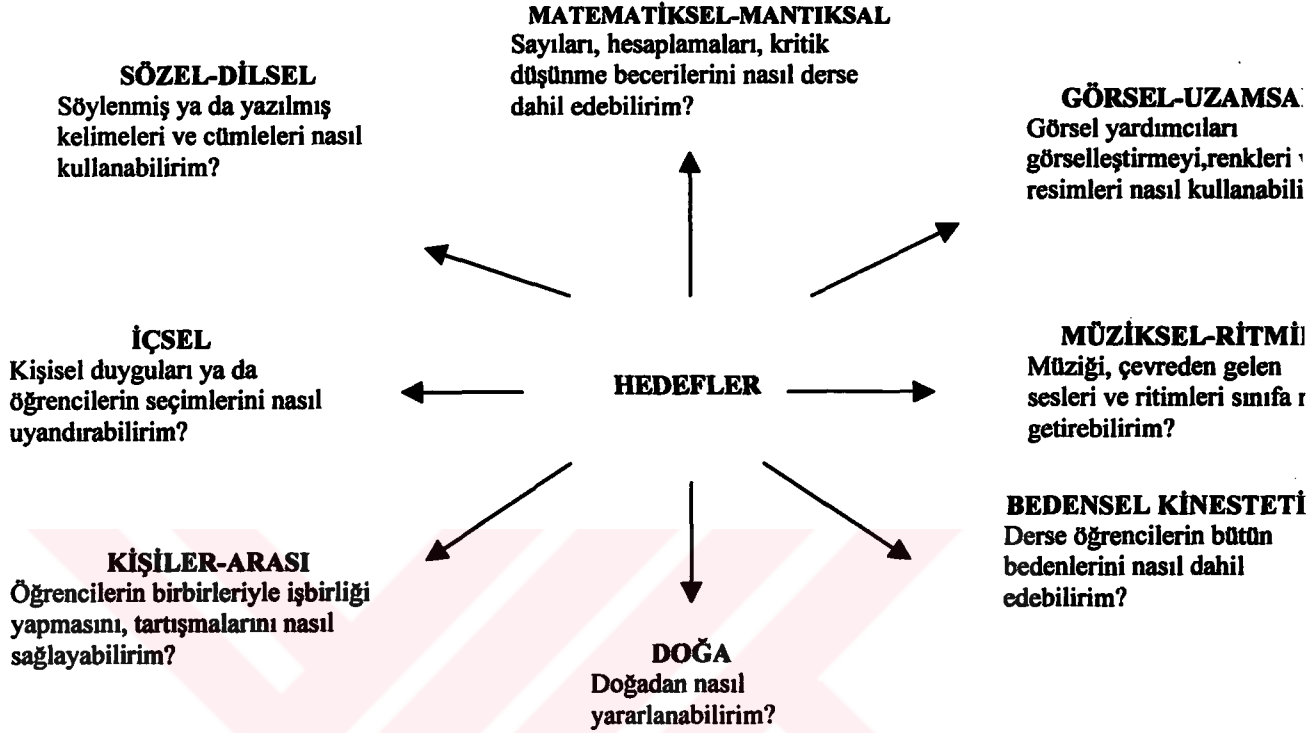 MATEMATİKSEL-MANTIKSAL
Sayıları, hesaplamaları, kritik
düşünme becerilerini nasıl derse
dahil edebilirim?
SÖZEL-DİLSEL
Söylenmiş ya da yazılmış
kelimeleri ve cümleleri nasıl
kullanabilirim?
GÖRSEL-UZAMSA
Görsel yardımcıları
görselleştirmeyi,renkleri
resimleri nasıl kullanabili
İÇSEL
Kişisel duyguları ya da
öğrencilerin seçimlerini nasıl
uyandırabilirim?
HEDEFLER
MÜZİKSEL-RİTMİ
Müziği, çevreden gelen
sesleri ve ritimleri sınıfa
getirebilirim?
BEDENSEL KİNESTETİ
Derse öğrencilerin bütün
bedenlerini nasıl dahil
edebilirim?
KİŞİLER-ARASI
Öğrencilerin birbirleriyle işbirliği
yapmasını, tartışmalarını nasıl
sağlayabilirim?
DOĞA
Doğadan nasıl
yararlanabilirim?